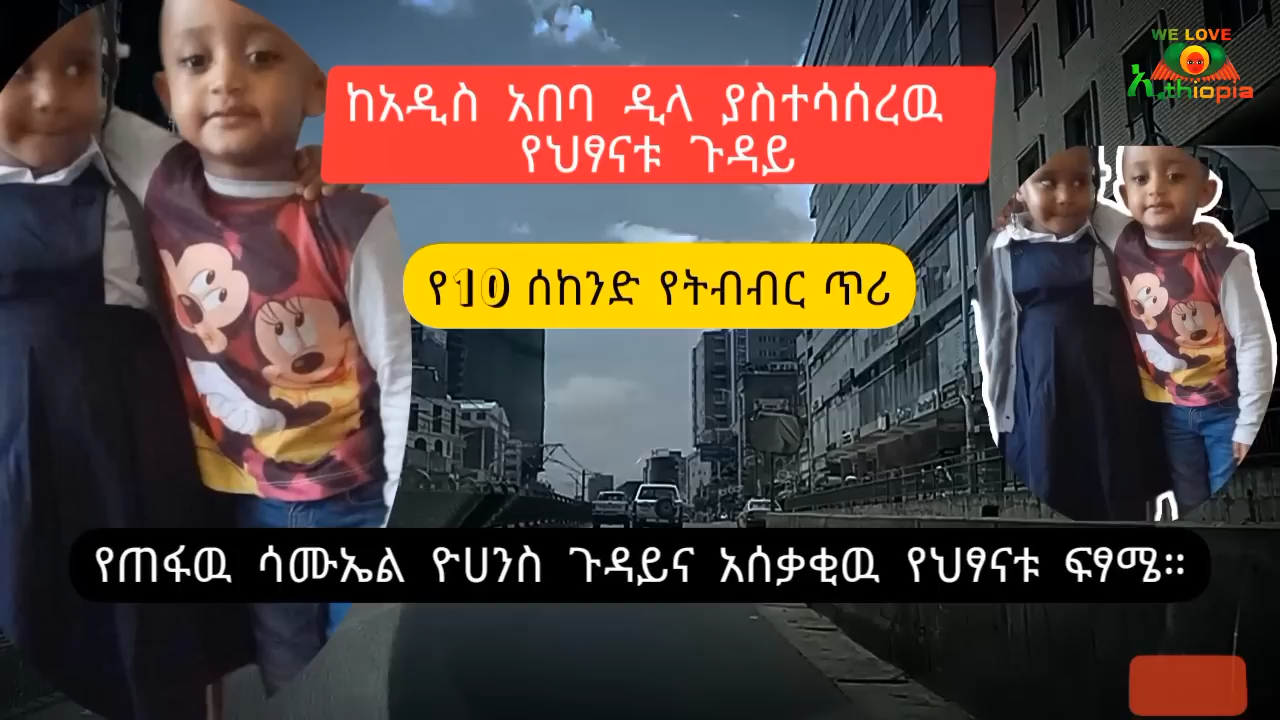 WE LOVE
ኢthiopia
ከአዲስ አበባ ዲላ ያስተሳሰረዉ
የህፃናቱ ጉዳይ
የ10 ሰከንድ የትብብር ጥሪ
የጠፋዉ ሳሙኤል ዮሀንስ ጉዳይና አሰቃቂዉ የህፃናቱ ፍፃሜ።